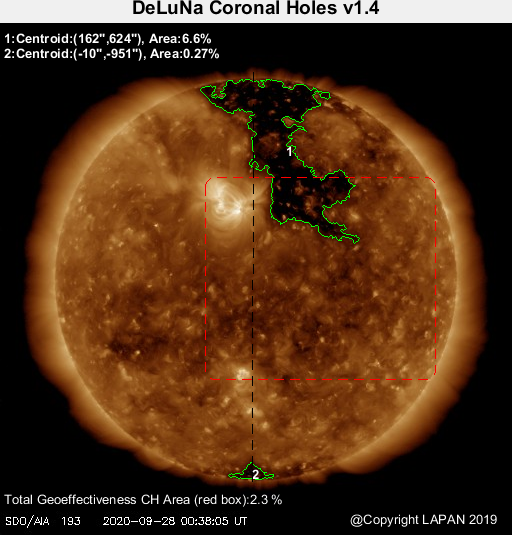 DeLuNa Coronal Holes v1.4
1:Centroid:(162",624"), Area:6.6%
2:Centroid:(-10",-951"), Area:0.27%
1
2
Total Geoeffectiveness CH Area (red box):2.3 %
SDO/AIA 193 2020-09-28 00:38:05 UT
@Copyright LAPAN 2019